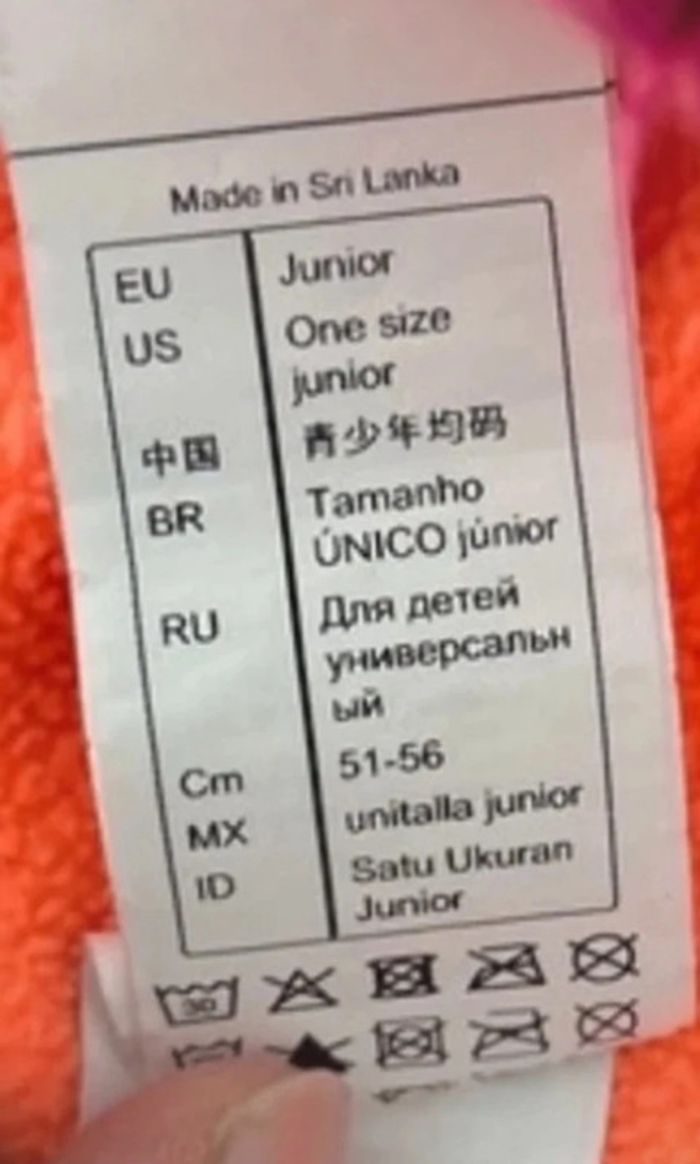 Made in Sri Lanka
EU Junior
US One size
junior
中国 青少年均码
BR Tamanho
ÚNICO júnior
RU Для детей
универсальн
ый
Cm 51-56
MX unitalla junior
ID Satu Ukuran
Junior
30